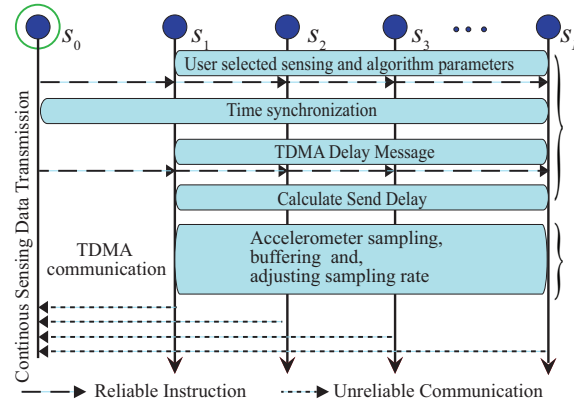 s0 s1 s2 s3 ...
User selected sensing and algorithm parameters
Time synchronization
TDMA Delay Message
Calculate Send Delay
Accelerometer sampling,
buffering and,
adjusting sampling rate
TDMA
communication
Continous Sensing Data Transmission
Reliable Instruction
Unreliable Communication